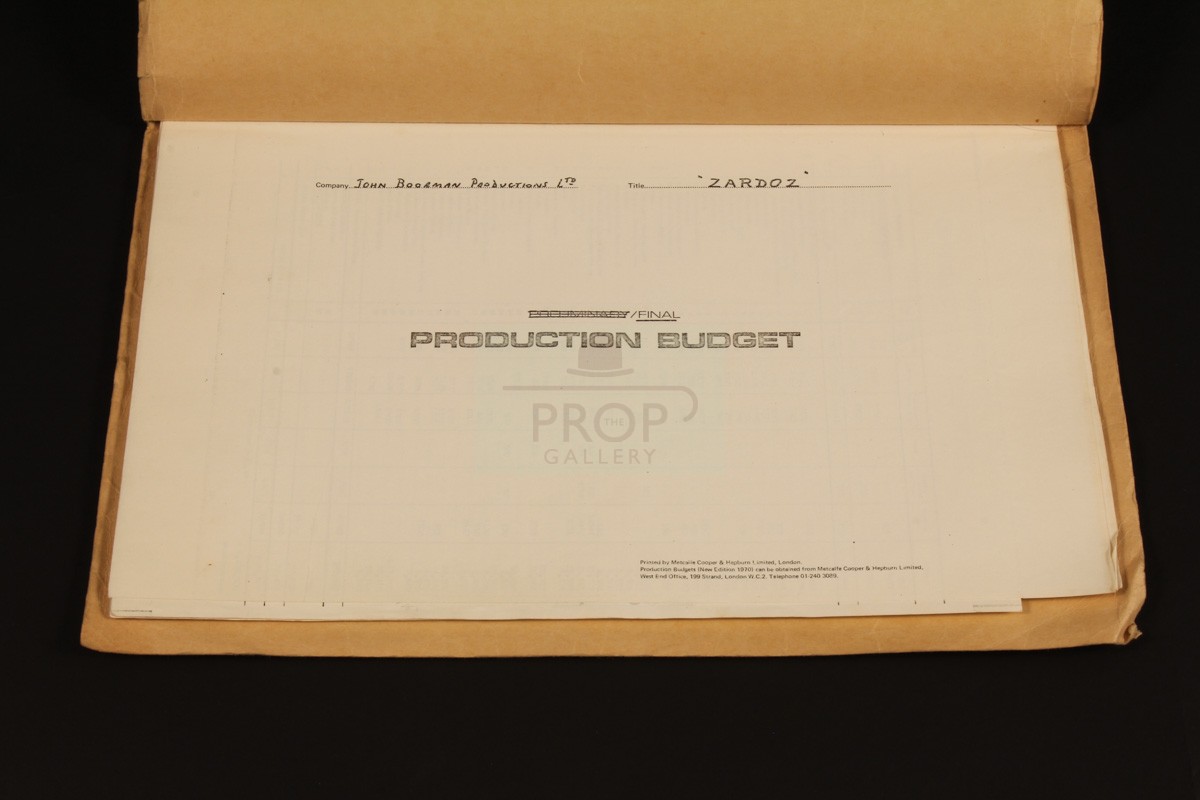 Company JOHN BOORMAN PRODUCTIONS LTD Title "ZARDOZ"
PRELIMINARY/FINAL
PRODUCTION BUDGET
THE PROP
GALLERY
Printed by Metcalfe Cooper & Hepburn Limited, London.
Production Budgets (New Edition 1970) can be obtained from Metcalfe Cooper & Hepburn Limited,
West End Office, 199 Strand, London W.C.2. Telephone 01-240 3089.